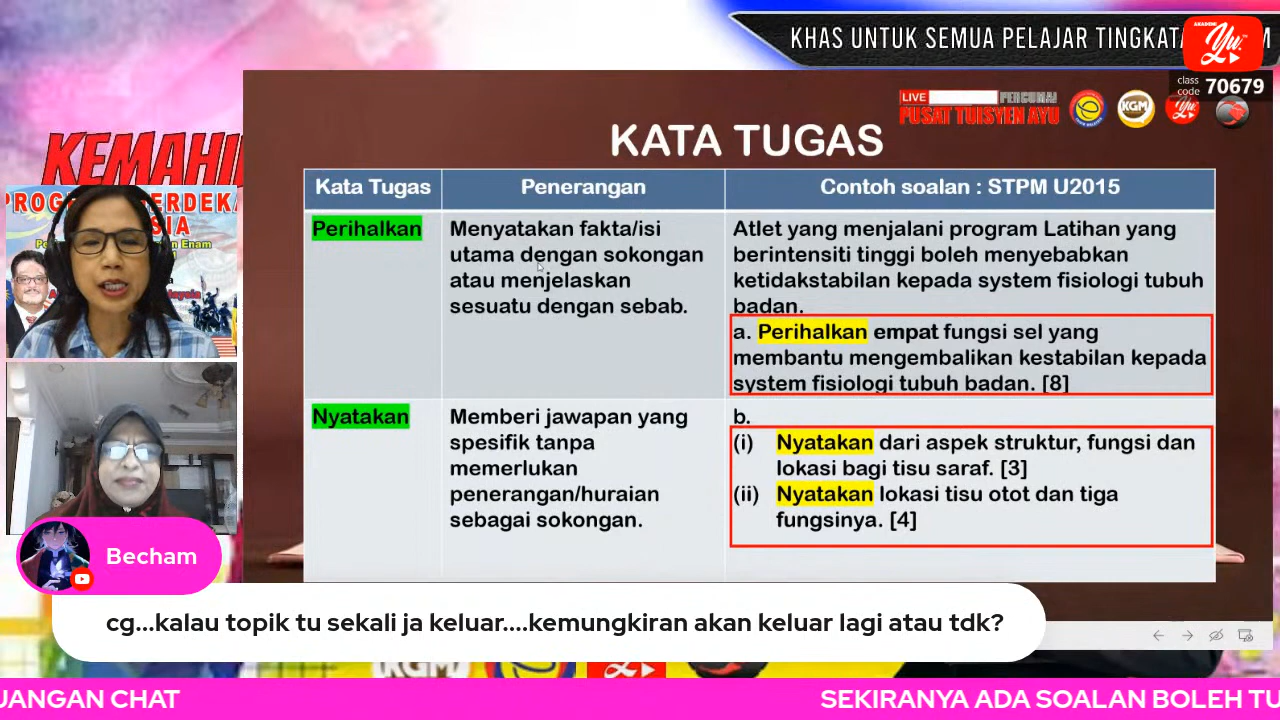 KHAS UNTUK SEMUA PELAJAR
AKADEMI
Yu
class
code 70679
LIVE
PERCUMA!
PUSAT TUISYEN AYU
KGM
KATA TUGAS
Kata Tugas
Penerangan
Contoh soalan : STPM U2015
Perihalkan
Menyatakan fakta/isi
utama dengan sokongan
atau menjelaskan
sesuatu dengan sebab.
Atlet yang menjalani program Latihan yang
berintensiti tinggi boleh menyebabkan
ketidakstabilan kepada system fisiologi tubuh
badan.
a. Perihalkan empat fungsi sel yang
membantu mengembalikan kestabilan kepada
system fisiologi tubuh badan. [8]
Nyatakan
Memberi jawapan yang
spesifik tanpa
memerlukan
penerangan/huraian
sebagai sokongan.
b.
(i) Nyatakan dari aspek struktur, fungsi dan
lokasi bagi tisu saraf. [3]
(ii) Nyatakan lokasi tisu otot dan tiga
fungsinya. [4]
Becham
cg...kalau topik tu sekali ja keluar....kemungkiran akan keluar lagi atau tdk?
KGM
UANGAN CHAT
SEKIRANYA ADA SOALAN BOLEH